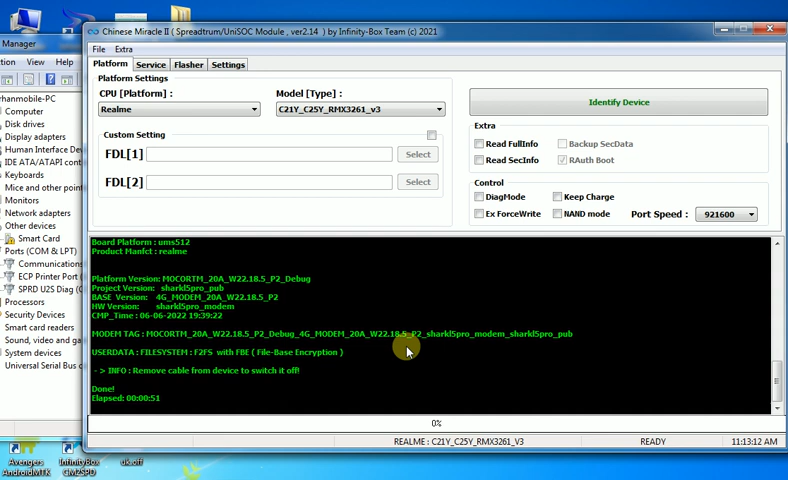 Chinese Miracle II ( Spreadtrum/UniSOC Module , ver2.14 ) by Infinity-Box Team (c) 2021
Manager
File Extra
View Help
Platform Service Flasher Settings
Platform Settings
CPU [Platform] :
Model [Type] :
Realme
C21Y_C25Y_RMX3261_v3
Custom Setting
FDL[1]
Select
FDL[2]
Select
Identify Device
Extra
Read FullInfo
Backup SecData
Read SecInfo
RAuth Boot
Control
DiagMode
Keep Charge
Ex ForceWrite
NAND mode
Port Speed :
921600
rhanmobile-PC
Computer
Disk drives
Display adapters
Human Interface Dev
IDE ATA/ATAPI cont
Keyboards
Mice and other point
Monitors
Network adapters
Other devices
Smart Card
Ports (COM & LPT)
Communications
ECP Printer Port (
SPRD U2S Diag (C
Processors
Security Devices
Smart card readers
Sound, video and ga
System devices
Universal Serial Bus c
Board Platform : ums512
Product Manfct : realme
Platform Version: MOCORTM_20A_W22.18.5_P2_Debug
Project Version: sharkl5pro_pub
BASE Version: 4G_MODEM_20A_W22.18.5_P2
HW Version: sharkl5pro_modem
CMP_Time : 06-06-2022 19:39:22
MODEM TAG : MOCORTM_20A_W22.18.5_P2_Debug_4G_MODEM_20A_W22.18.5_P2_sharkl5pro_modem_sharkl5pro_pub
USERDATA : FILESYSTEM : F2FS with FBE ( File-Base Encryption )
- > INFO : Remove cable from device to switch it off!
Done!
Elapsed: 00:00:51
0%
REALME : C21Y_C25Y_RMX3261_V3
READY
11:13:12 AM
Avengers
AndroidMTK
InfinityBox
GM2SPD
dk.off